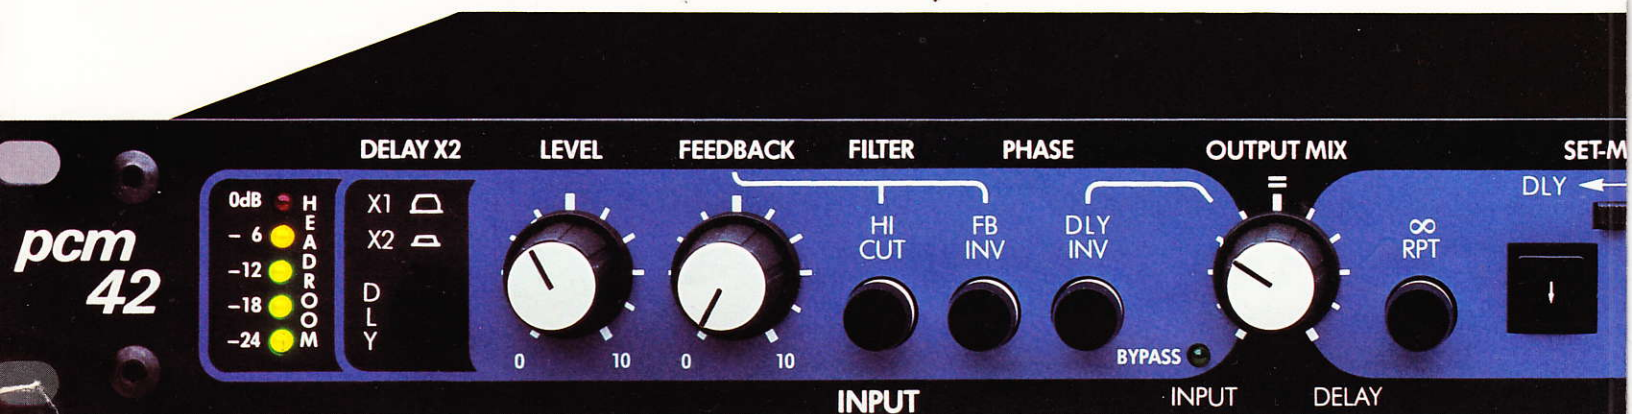 DELAY X2
LEVEL
FEEDBACK
FILTER
PHASE
OUTPUT MIX
SET-M
pcm
42
0dB
- 6
-12
-18
-24
HEADROOM
X1
X2
DLY
0
10
0
10
HI
CUT
FB
INV
DLY
INV
BYPASS
=
∞
RPT
DLY ←
↓
INPUT
INPUT
DELAY